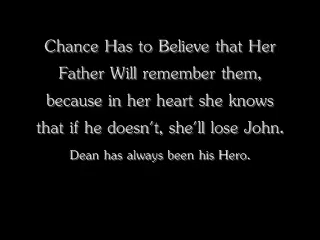 Chance Has to Believe that Her
Father Will remember them,
because in her heart she knows
that if he doesn't, she'll lose John.
Dean has always been his Hero.